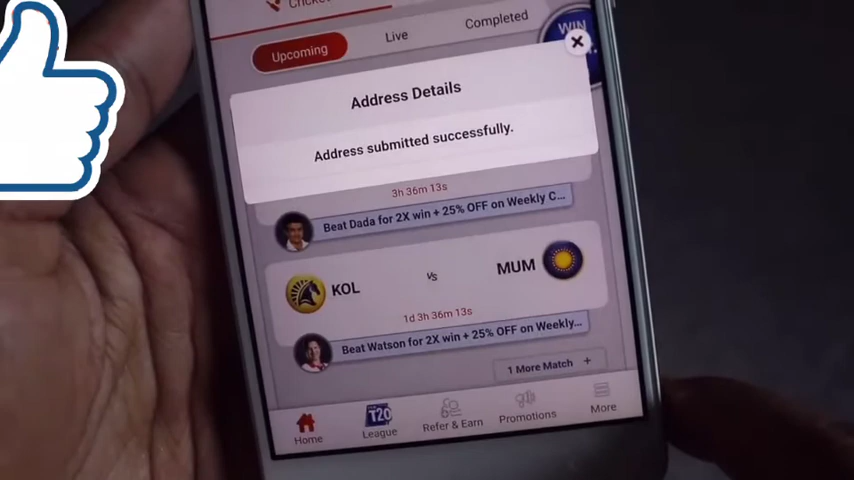 Cricket
Upcoming
Live
Completed
WIN
Address Details
Address submitted successfully.
3h 36m 13s
Beat Dada for 2X win + 25% OFF on Weekly C...
KOL
vs
MUM
1d 3h 36m 13s
Beat Watson for 2X win + 25% OFF on Weekly...
1 More Match +
T20
Home
League
Refer & Earn
Promotions
More